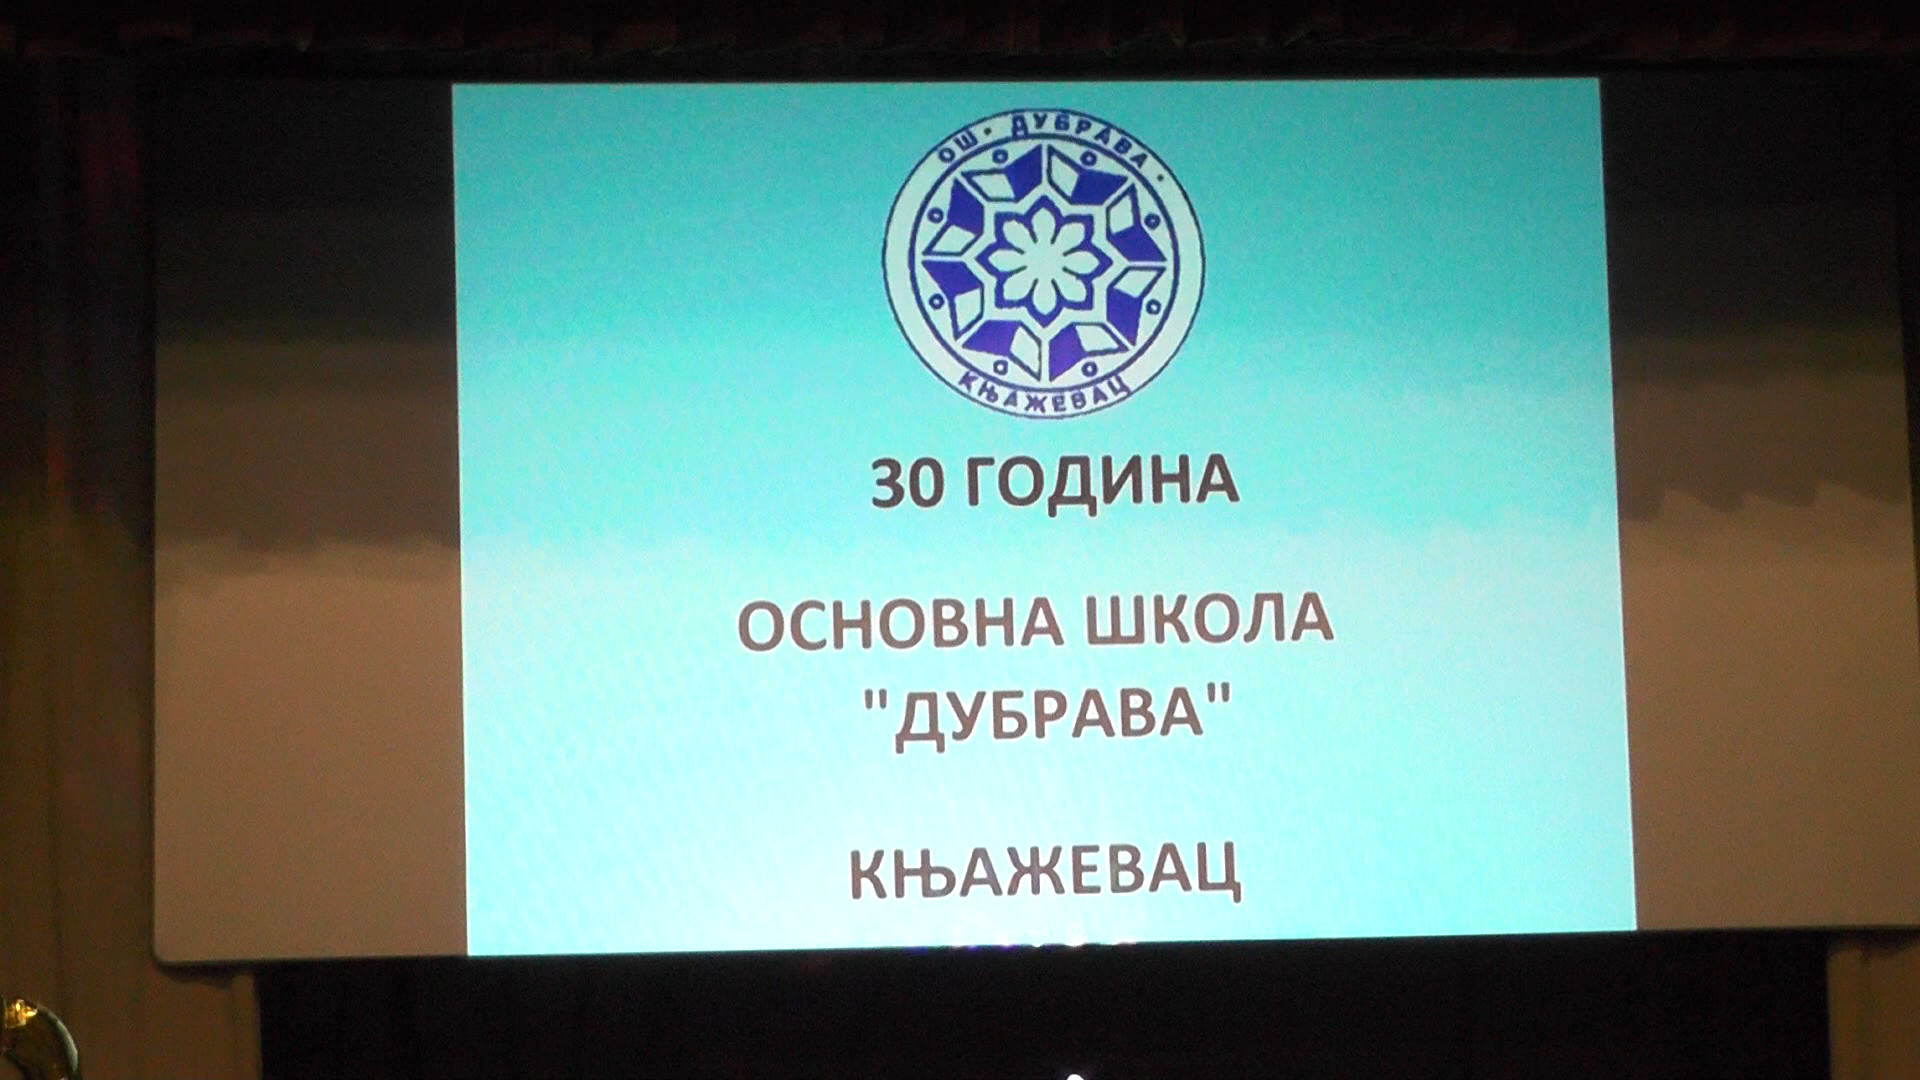 ОШ · ДУБРАВА ·
КЊАЖЕВАЦ
30 ГОДИНА
ОСНОВНА ШКОЛА
"ДУБРАВА"
КЊАЖЕВАЦ